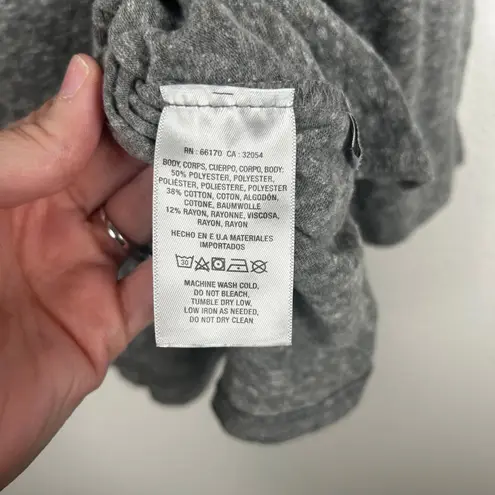 RN : 66170 CA : 32054
BODY, CORPS, CUERPO, CORPO, BODY:
50% POLYESTER, POLYESTER,
POLIÉSTER, POLIESTERE, POLYESTER
38% COTTON, COTON, ALGODÓN,
COTONE, BAUMWOLLE
12% RAYON, RAYONNE, VISCOSA,
RAYON, RAYON
HECHO EN E U.A MATERIALES
IMPORTADOS
30
MACHINE WASH COLD,
DO NOT BLEACH,
TUMBLE DRY LOW,
LOW IRON AS NEEDED,
DO NOT DRY CLEAN